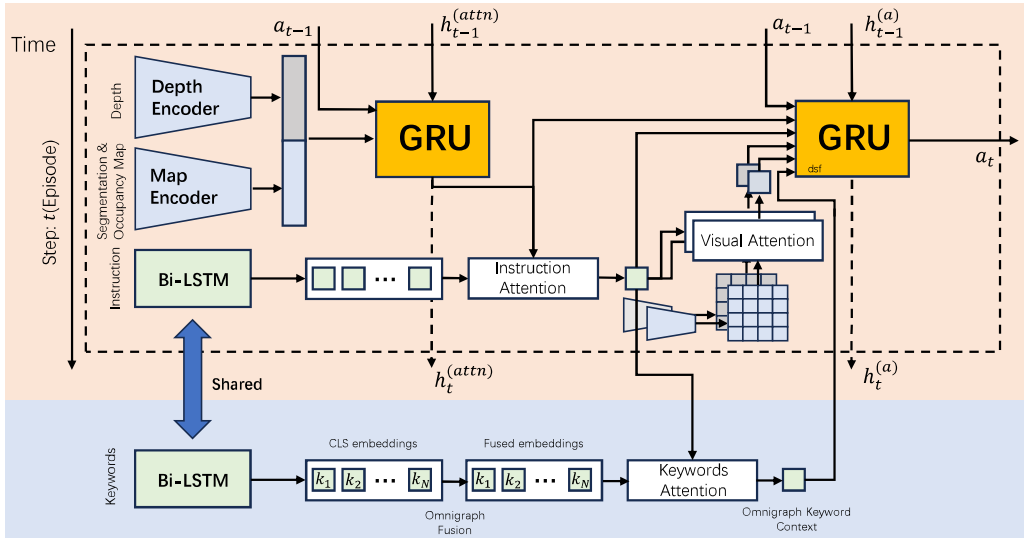 Time
Step: t(Episode)
a_{t−1}
h_{t−1}^{(attn)}
a_{t−1}
h_{t−1}^{(a)}
Depth
Depth
Encoder
GRU
GRU
dsf
a_t
Segmentation &
Occupancy Map
Map
Encoder
Visual Attention
Instruction
Bi-LSTM
...
Instruction
Attention
h_t^{(attn)}
h_t^{(a)}
Shared
Keywords
Bi-LSTM
CLS embeddings
k_1 k_2 ... k_N
Omnigraph
Fusion
Fused embeddings
k_1 k_2 ... k_N
Keywords
Attention
Omnigraph Keyword
Context